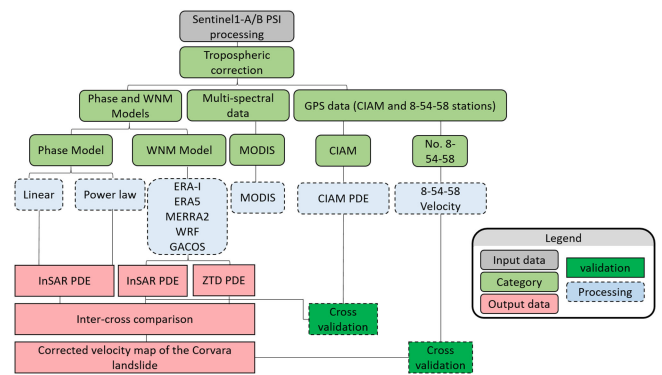 Sentinel1-A/B PSI
processing
Tropospheric
correction
Phase and WNM
Models
Multi-spectral
data
GPS data (CIAM and 8-54-58 stations)
Phase Model
WNM Model
MODIS
CIAM
No. 8-
54-58
Linear
Power law
ERA-I
ERA5
MERRA2
WRF
GACOS
MODIS
CIAM PDE
8-54-58
Velocity
InSAR PDE
InSAR PDE
ZTD PDE
Inter-cross comparison
Cross
validation
Corrected velocity map of the Corvara
landslide
Cross
validation
Legend
Input data
Category
Output data
validation
Processing